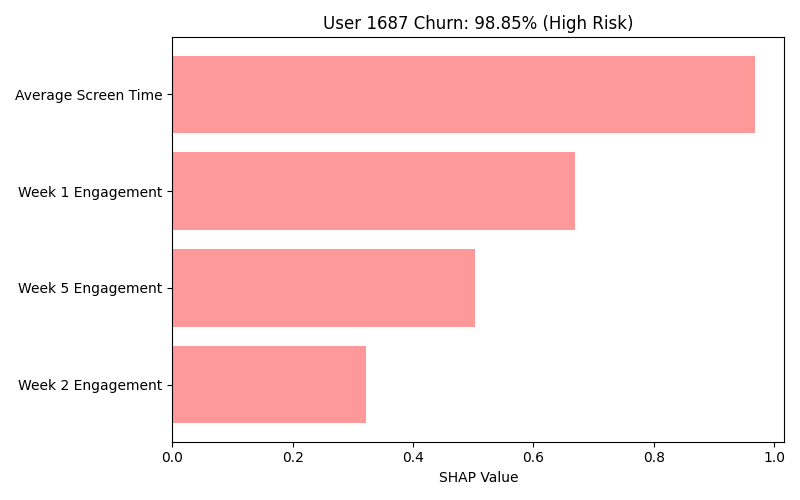 User 1687 Churn: 98.85% (High Risk)
Average Screen Time
Week 1 Engagement
Week 5 Engagement
Week 2 Engagement
0.0 0.2 0.4 0.6 0.8 1.0
SHAP Value